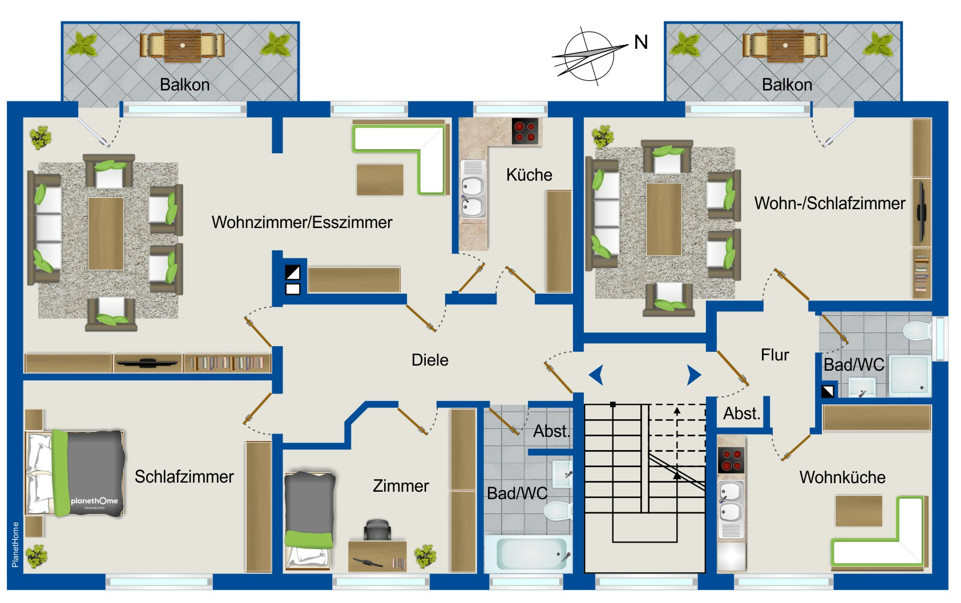 Balkon
N
Balkon
Küche
Wohnzimmer/Esszimmer
Wohn-/Schlafzimmer
Diele
Flur
Bad/WC
Abst.
Abst.
Schlafzimmer
Zimmer
Bad/WC
Wohnküche
planethome
PlanetHome